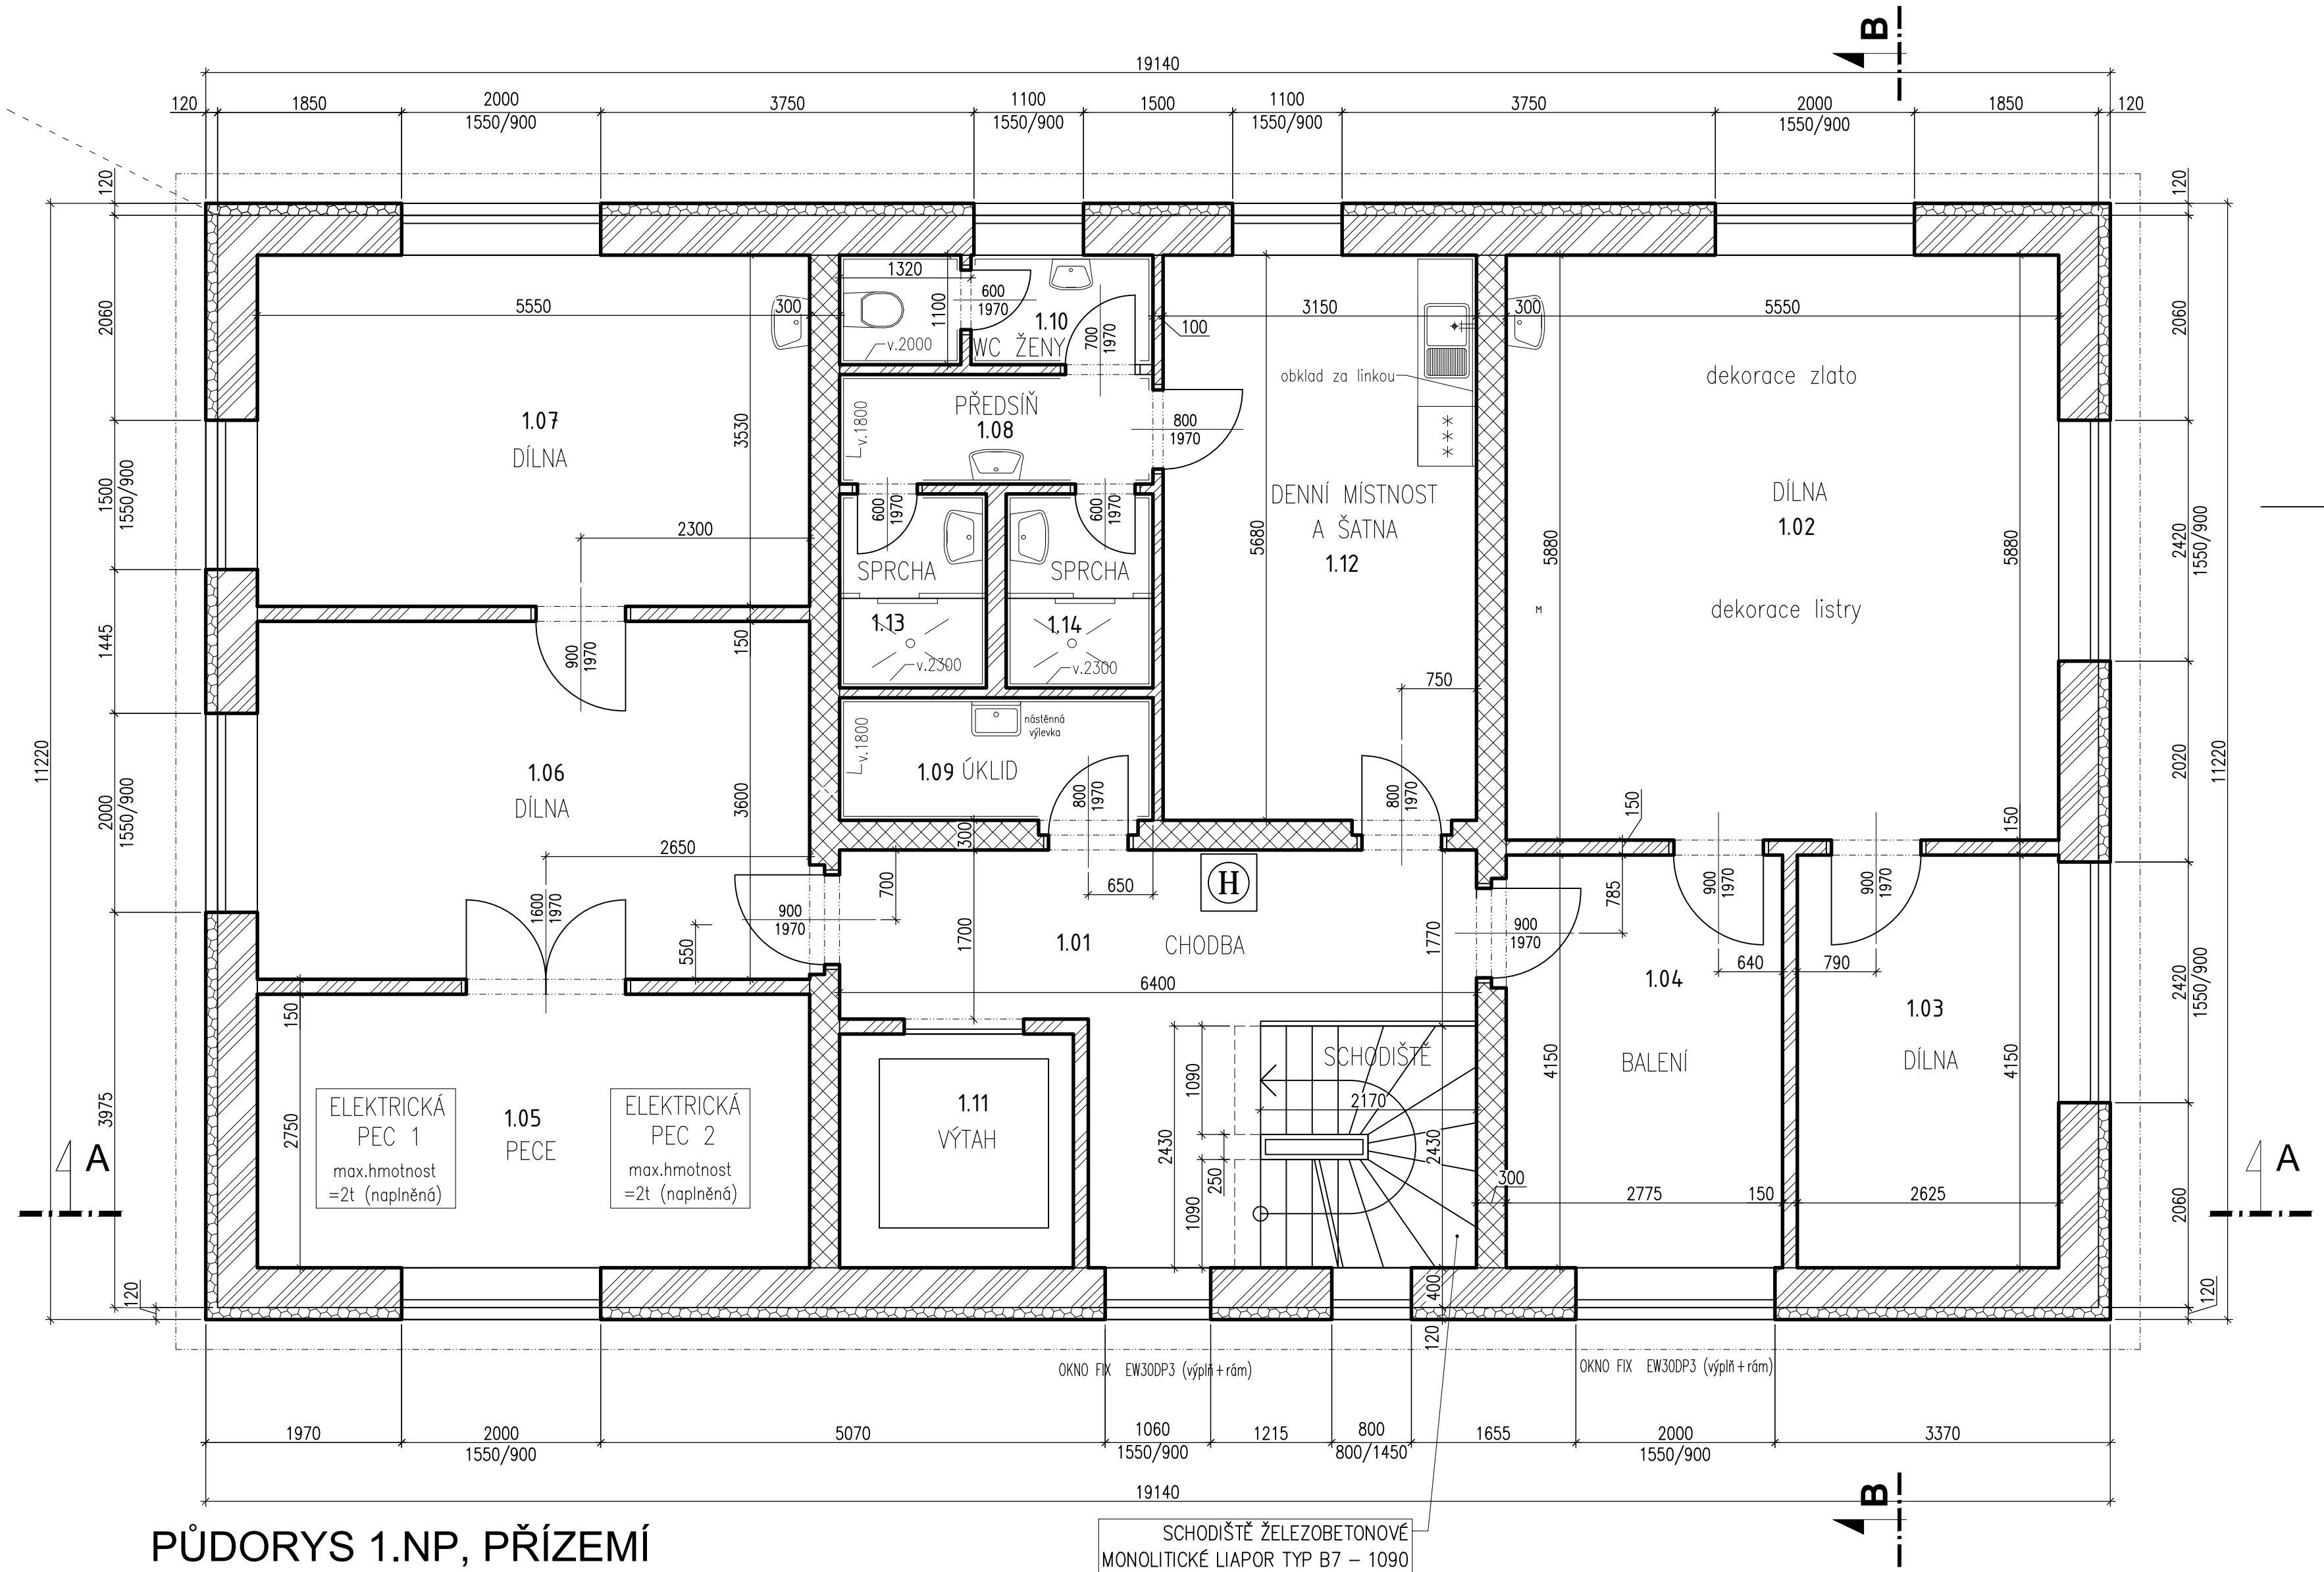 B
19140
120 1850 2000 3750 1100 1500 1100 3750 2000 1850 120
1550/900 1550/900 1550/900 1550/900
120 120
1320
600
1970
1100
1.10
WC ŽENY
v.2000
700
1970
5550 300
100
3150
300 5550
2060 2060
obklad za linkou
dekorace zlato
1.07
DÍLNA
3530
v.1800
PŘEDSÍŇ
1.08
800
1970
***
DENNÍ MÍSTNOST
A ŠATNA
1.12
DÍLNA
1.02
1500
1550/900
600
1970
600
1970
2300
5680
5880
5880
2420
1550/900
SPRCHA SPRCHA
1.13 1.14
v.2300 v.2300
dekorace listry
M
1445
150
900
1970
750
11220
11220
1.06
DÍLNA
2000
1550/900
3600
v.1800
nástěnná
výlevka
1.09 ÚKLID
800
1970
800
1970
2020
150
150
2650
300
700
650
H
785
900
1970
900
1970
1600
1970
550
900
1970
1700
1.01
CHODBA
1770
900
1970
640 790
1.04
BALENÍ
1.03
DÍLNA
6400
2420
1550/900
150
3975
ELEKTRICKÁ
PEC 1
max.hmotnost
=2t (naplněná)
1.05
PECE
ELEKTRICKÁ
PEC 2
max.hmotnost
=2t (naplněná)
2750
1.11
VÝTAH
SCHODIŠTĚ
1090
2170
2430
250
1090
2430
4150
4150
300
2775 150 2625
2060
A A
120
400
120
120
OKNO FIX EW30DP3 (výplň+rám)
OKNO FIX EW30DP3 (výplň+rám)
1970 2000 5070 1060 1215 800 1655 2000 3370
1550/900 1550/900 800/1450 1550/900
19140
B
PŮDORYS 1.NP, PŘÍZEMÍ
SCHODIŠTĚ ŽELEZOBETONOVÉ
MONOLITICKÉ LIAPOR TYP B7 – 1090